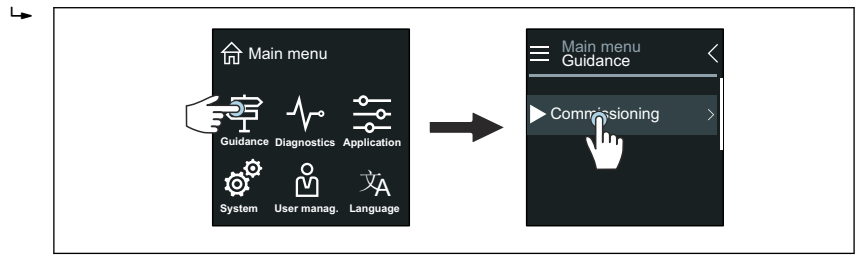 Main menu
Guidance Diagnostics Application
System User manag. Language
Main menu
Guidance
Commissioning